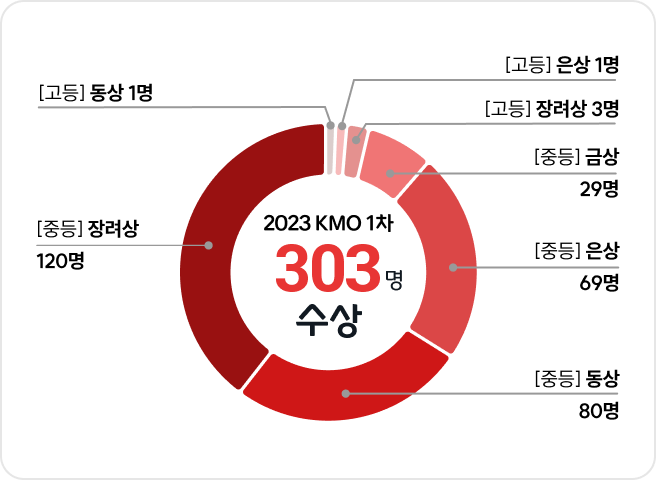 [고등] 은상 1명
[고등] 동상 1명
[고등] 장려상 3명
[중등] 금상
29명
2023 KMO 1차
303명
수상
[중등] 장려상
120명
[중등] 은상
69명
[중등] 동상
80명